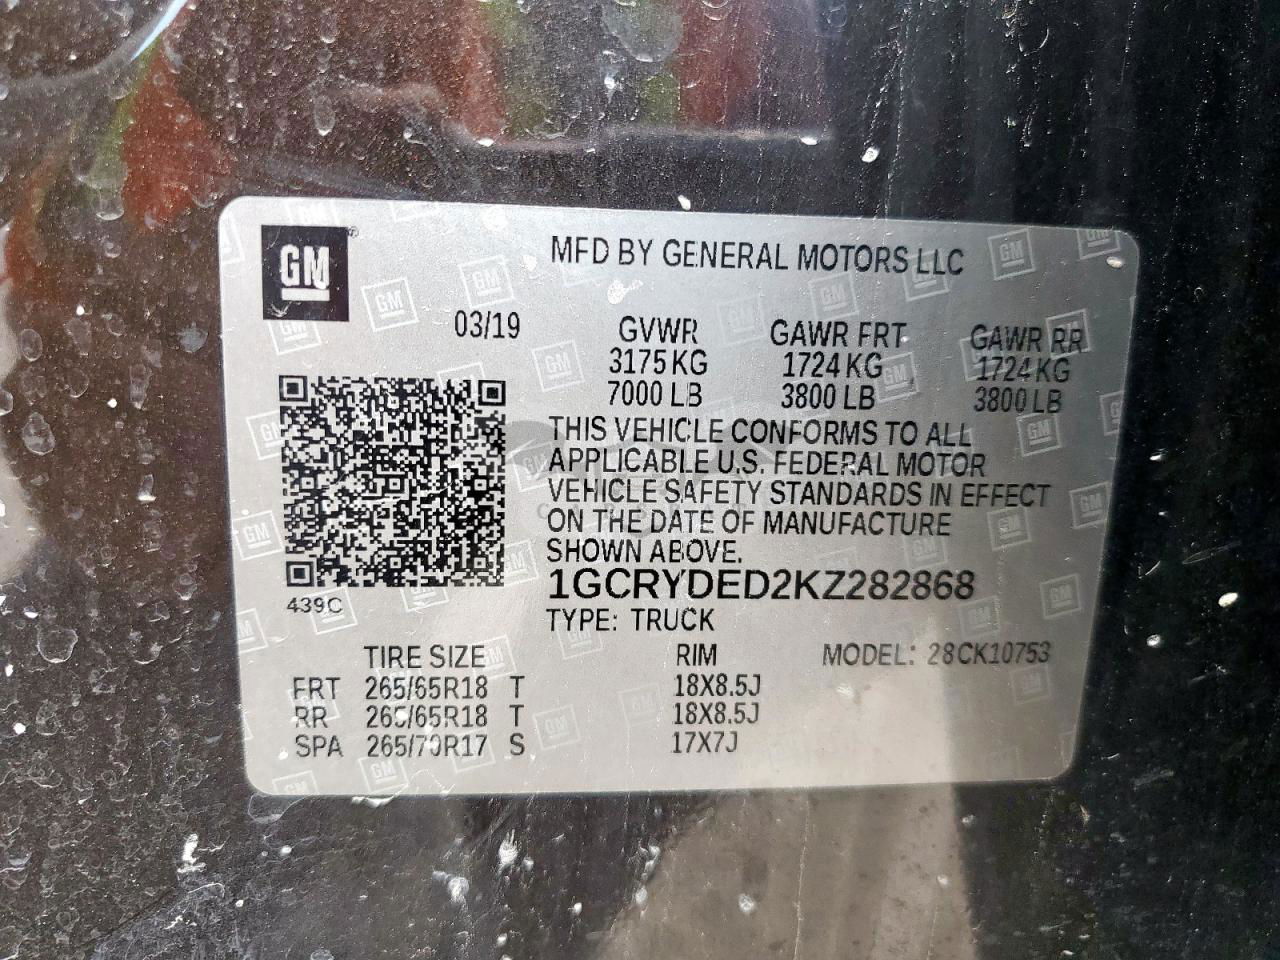 GM
MFD BY GENERAL MOTORS LLC
03/19
GVWR GAWR FRT GAWR RR
3175 KG 1724 KG 1724 KG
7000 LB 3800 LB 3800 LB
THIS VEHICLE CONFORMS TO ALL
APPLICABLE U.S. FEDERAL MOTOR
VEHICLE SAFETY STANDARDS IN EFFECT
ON THE DATE OF MANUFACTURE
SHOWN ABOVE.
1GCRYDED2KZ282868
439C
TYPE: TRUCK
TIRE SIZE RIM MODEL: 28CK10753
FRT 265/65R18 T 18X8.5J
RR 265/65R18 T 18X8.5J
SPA 265/70R17 S 17X7J